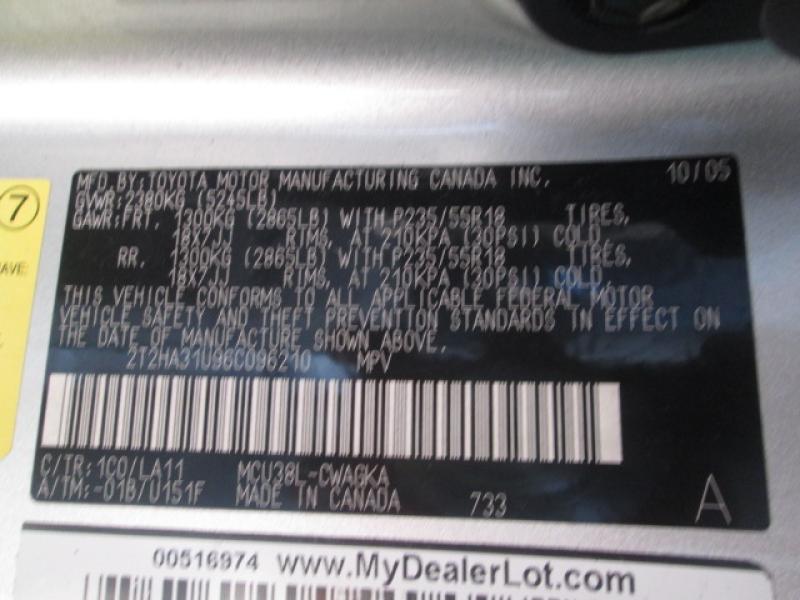 MFD.BY:TOYOTA MOTOR MANUFACTURING CANADA INC. 10/05
GVWR:2380KG (5245LB)
GAWR:FRT. 1300KG (2865LB) WITH P235/55R18 TIRES,
18X7JJ RIMS, AT 210KPA (30PSI) COLD.
RR. 1300KG (2865LB) WITH P235/55R18 TIRES,
18X7JJ RIMS, AT 210KPA (30PSI) COLD.
THIS VEHICLE CONFORMS TO ALL APPLICABLE FEDERAL MOTOR
VEHICLE SAFETY AND THEFT PREVENTION STANDARDS IN EFFECT ON
THE DATE OF MANUFACTURE SHOWN ABOVE.
2T2HA31U96C096210 MPV
C/TR:1C0/LA11 MCU38L-CWAGKA
A/TM:-01B/U151F MADE IN CANADA 733 A
7
AVE:
00516974 www.MyDealerLot.com